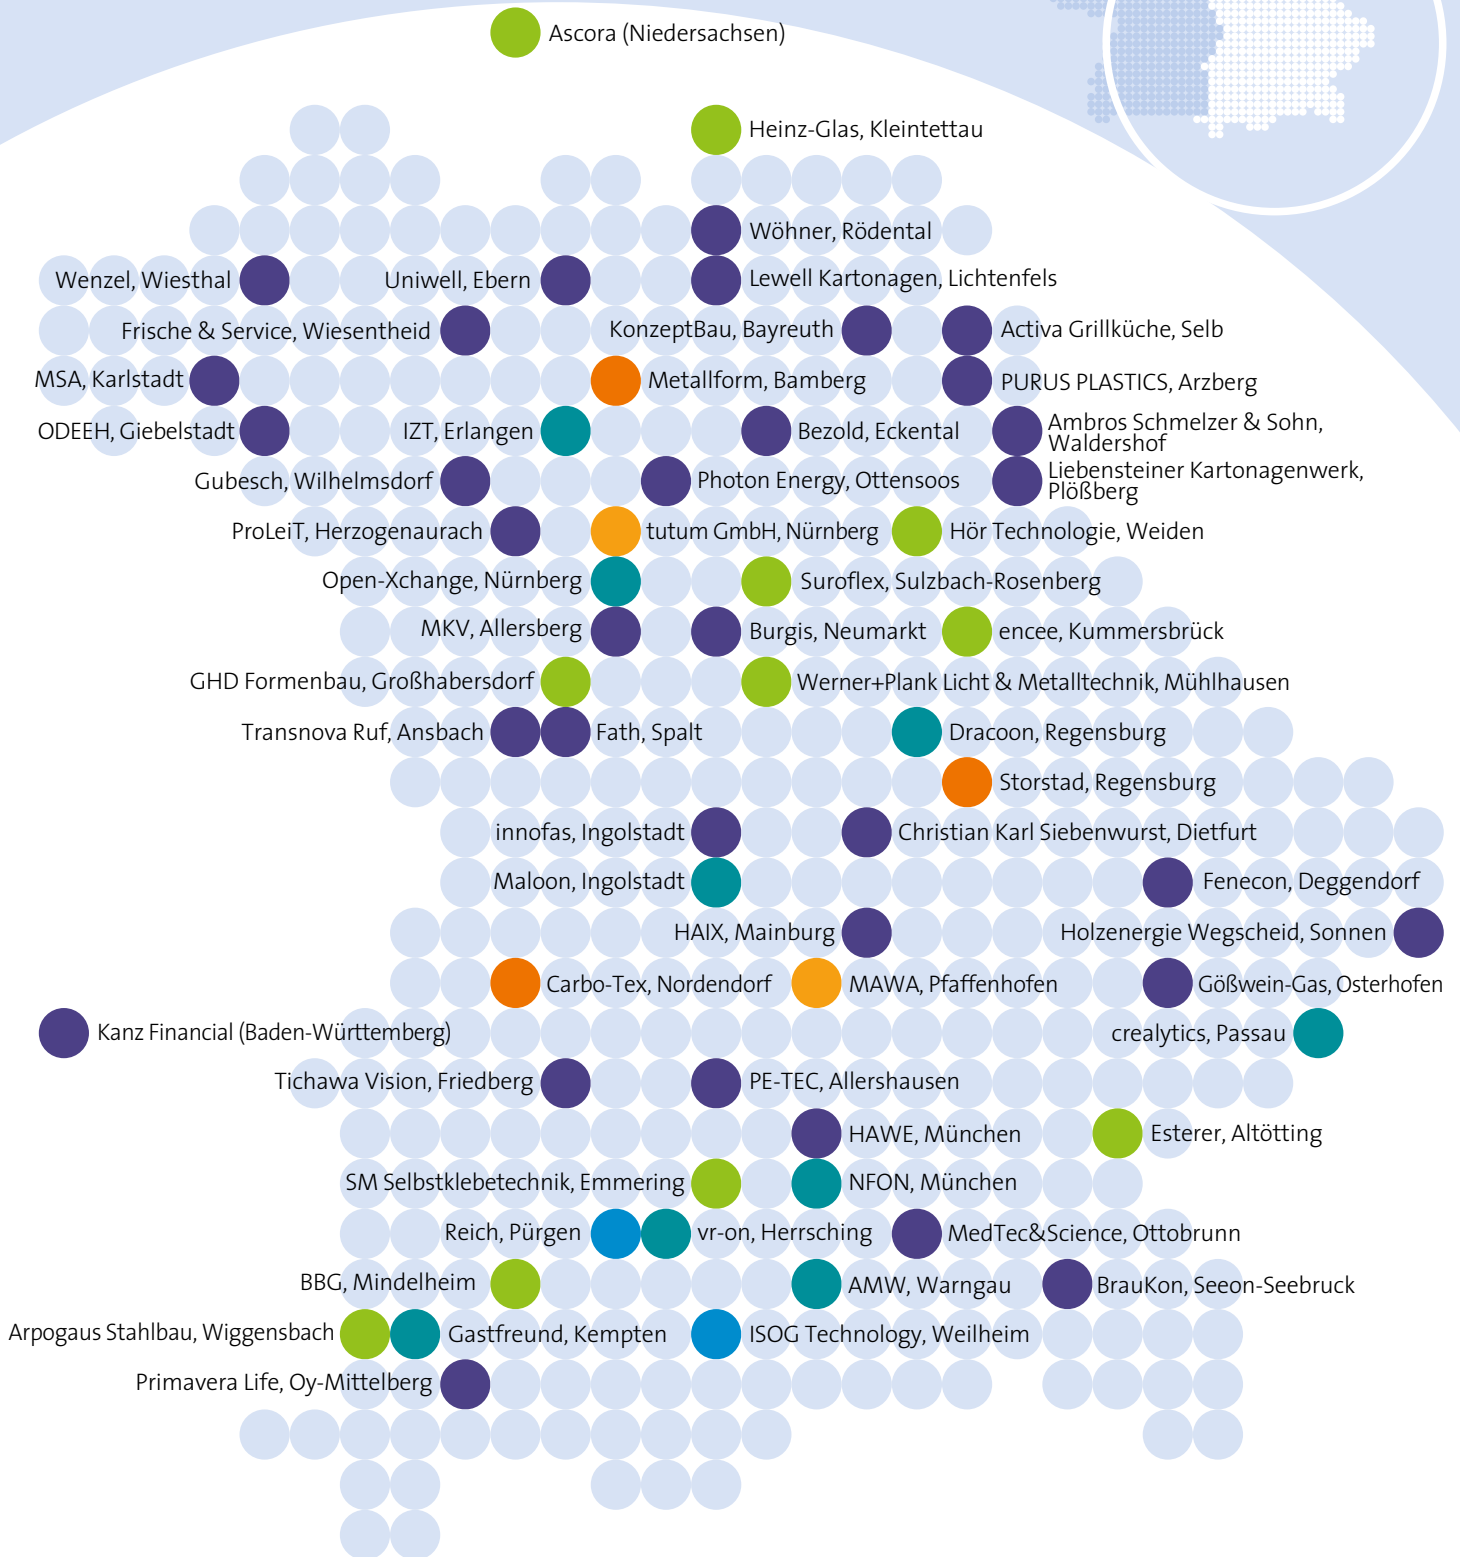 Ascora (Niedersachsen)
Heinz-Glas, Kleintettau
Wöhner, Rödental
Wenzel, Wiesthal
Uniwell, Ebern
Lewell Kartonagen, Lichtenfels
Frische & Service, Wiesentheid
KonzeptBau, Bayreuth
Activa Grillküche, Selb
MSA, Karlstadt
Metallform, Bamberg
PURUS PLASTICS, Arzberg
ODEEH, Giebelstadt
IZT, Erlangen
Bezold, Eckental
Ambros Schmelzer & Sohn,
Waldershof
Gubesch, Wilhelmsdorf
Photon Energy, Ottensoos
Liebensteiner Kartonagenwerk,
Plößberg
ProLeiT, Herzogenaurach
tutum GmbH, Nürnberg
Hör Technologie, Weiden
Open-Xchange, Nürnberg
Suroflex, Sulzbach-Rosenberg
MKV, Allersberg
Burgis, Neumarkt
encee, Kummersbrück
GHD Formenbau, Großhabersdorf
Werner+Plank Licht & Metalltechnik, Mühlhausen
Transnova Ruf, Ansbach
Fath, Spalt
Dracoon, Regensburg
Storstad, Regensburg
innofas, Ingolstadt
Christian Karl Siebenwurst, Dietfurt
Maloon, Ingolstadt
Fenecon, Deggendorf
HAIX, Mainburg
Holzenergie Wegscheid, Sonnen
Carbo-Tex, Nordendorf
MAWA, Pfaffenhofen
Gößwein-Gas, Osterhofen
Kanz Financial (Baden-Württemberg)
crealytics, Passau
Tichawa Vision, Friedberg
PE-TEC, Allershausen
HAWE, München
Esterer, Altötting
SM Selbstklebetechnik, Emmering
NFON, München
Reich, Pürgen
vr-on, Herrsching
MedTec&Science, Ottobrunn
BBG, Mindelheim
AMW, Warngau
BrauKon, Seeon-Seebruck
Arpogaus Stahlbau, Wiggensbach
Gastfreund, Kempten
ISOG Technology, Weilheim
Primavera Life, Oy-Mittelberg